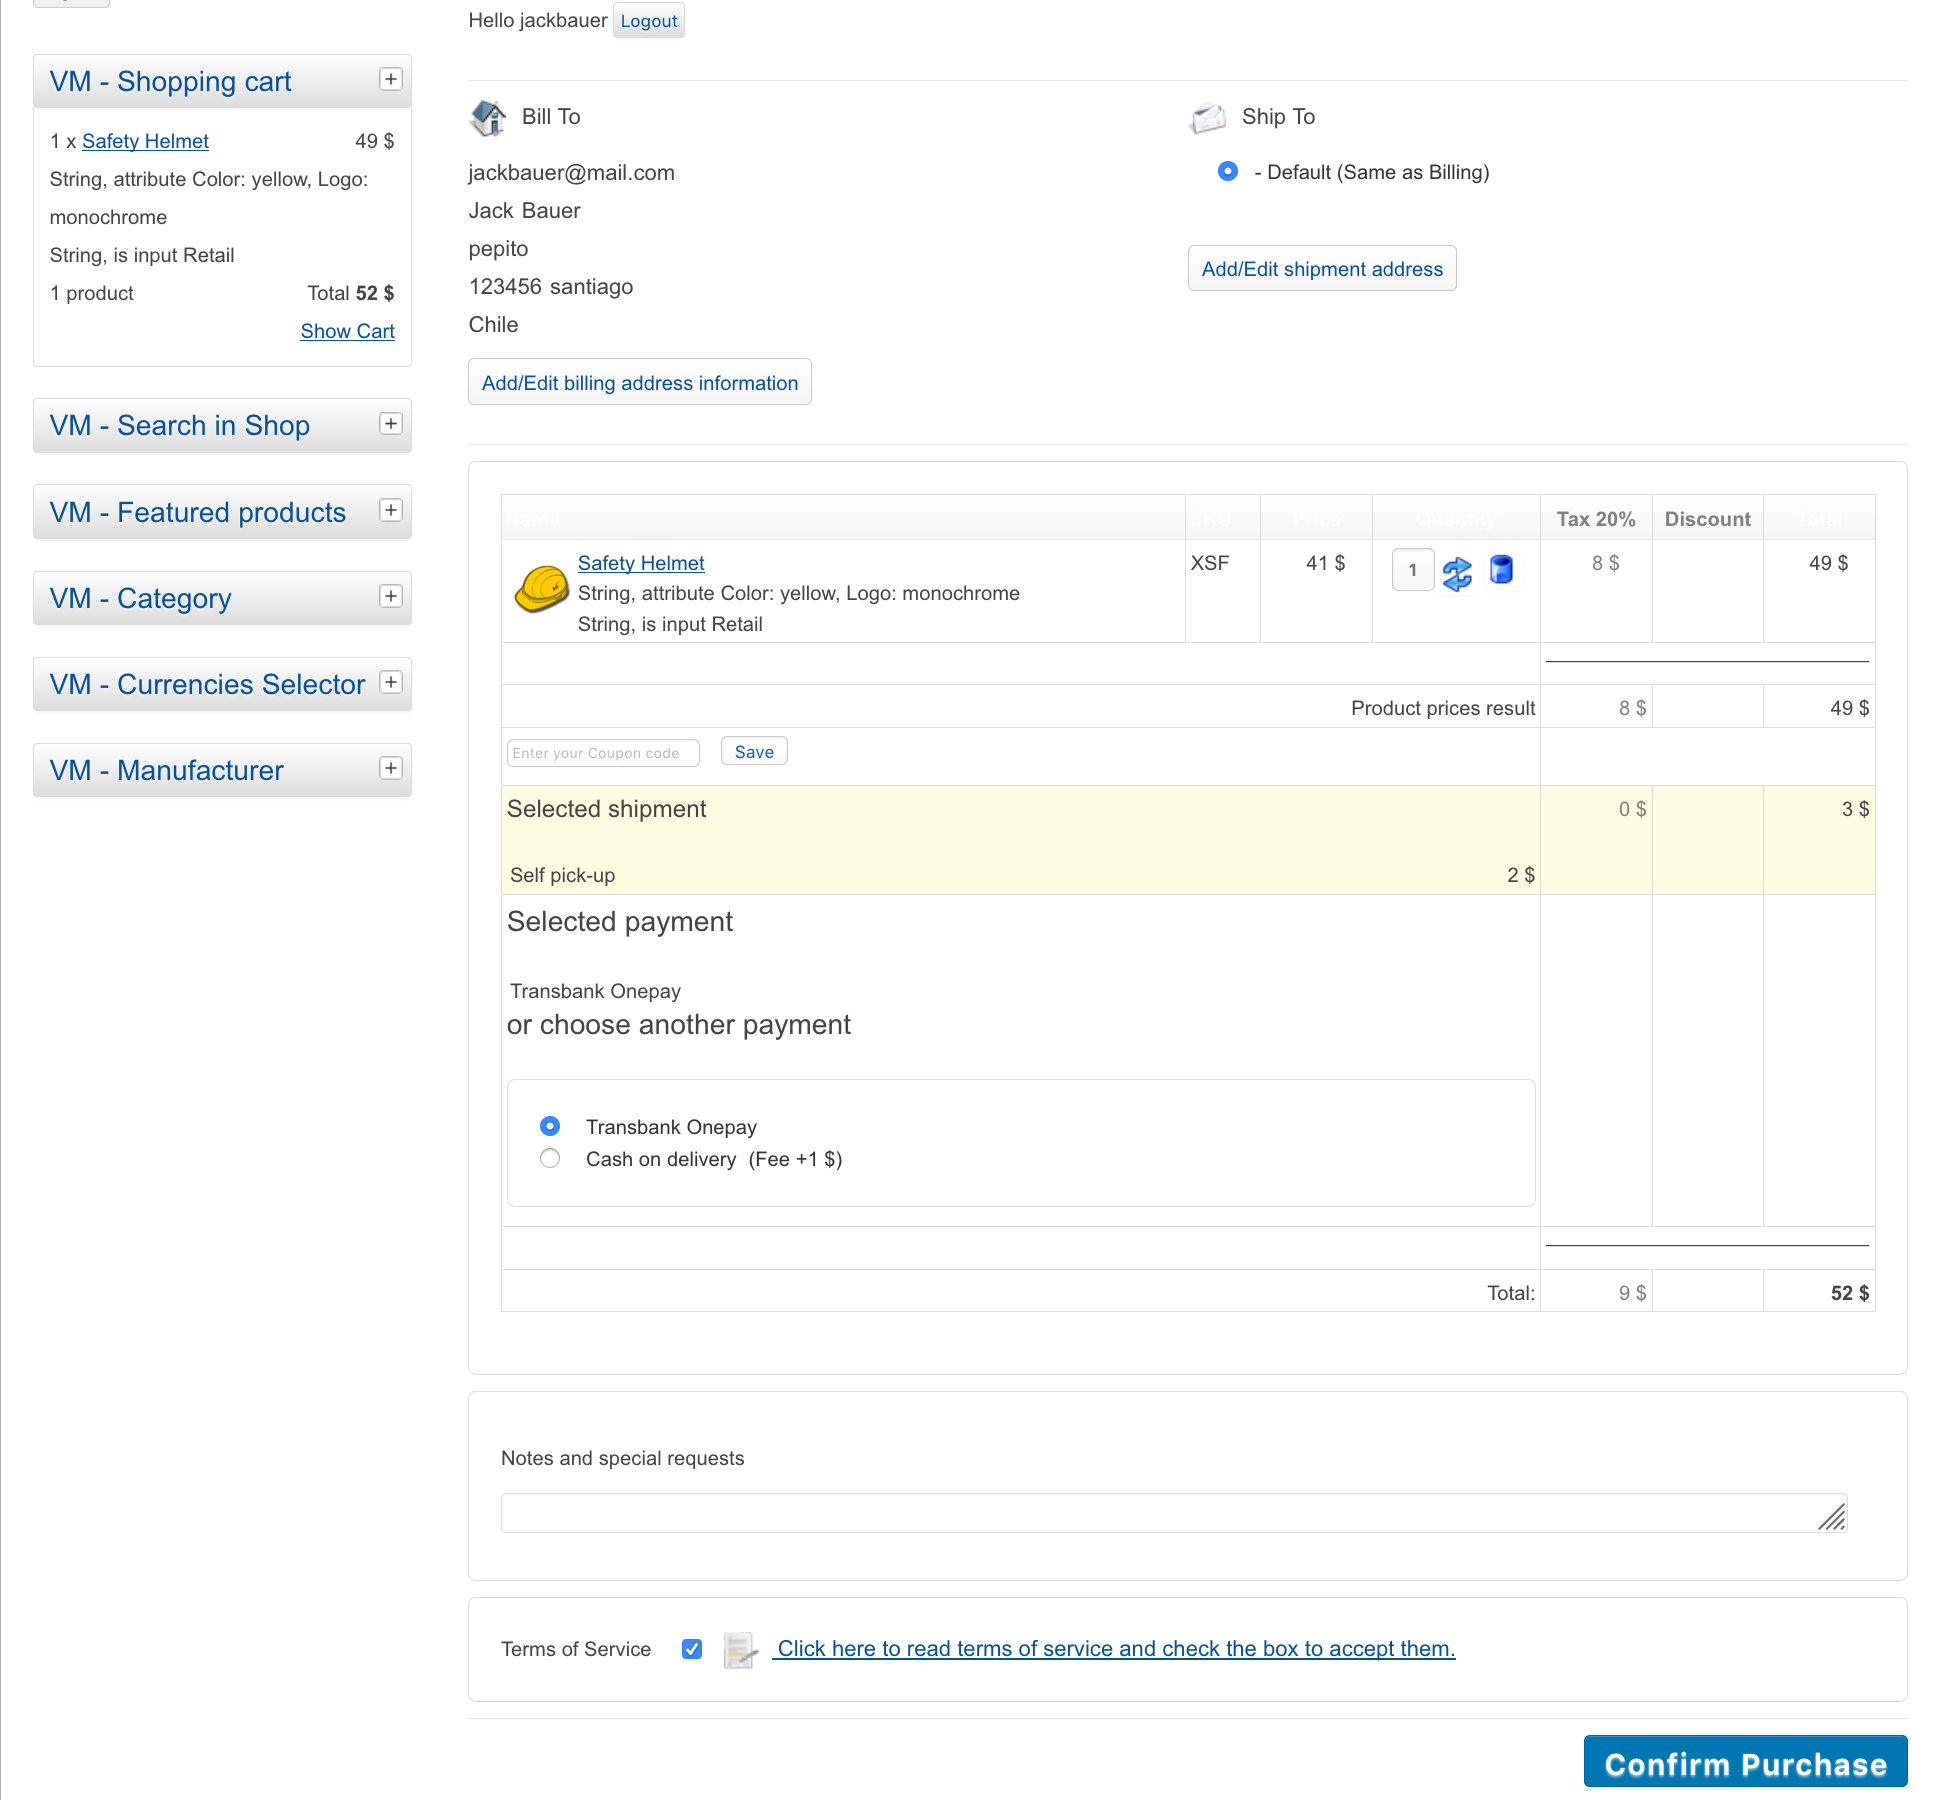 Hello jackbauer Logout
VM - Shopping cart
1 x Safety Helmet 49 $
String, attribute Color: yellow, Logo:
monochrome
String, is input Retail
1 product Total 52 $
Show Cart
VM - Search in Shop
VM - Featured products
VM - Category
VM - Currencies Selector
VM - Manufacturer
Bill To
jackbauer@mail.com
Jack Bauer
pepito
123456 santiago
Chile
Add/Edit billing address information
Ship To
- Default (Same as Billing)
Add/Edit shipment address
Name SKU Price Quantity Tax 20% Discount Total
Safety Helmet XSF 41 $ 1 8 $ 49 $
String, attribute Color: yellow, Logo: monochrome
String, is input Retail
Product prices result 8 $ 49 $
Enter your Coupon code Save
Selected shipment 0 $ 3 $
Self pick-up 2 $
Selected payment
Transbank Onepay
or choose another payment
Transbank Onepay
Cash on delivery (Fee +1 $)
Total: 9 $ 52 $
Notes and special requests
Terms of Service Click here to read terms of service and check the box to accept them.
Confirm Purchase